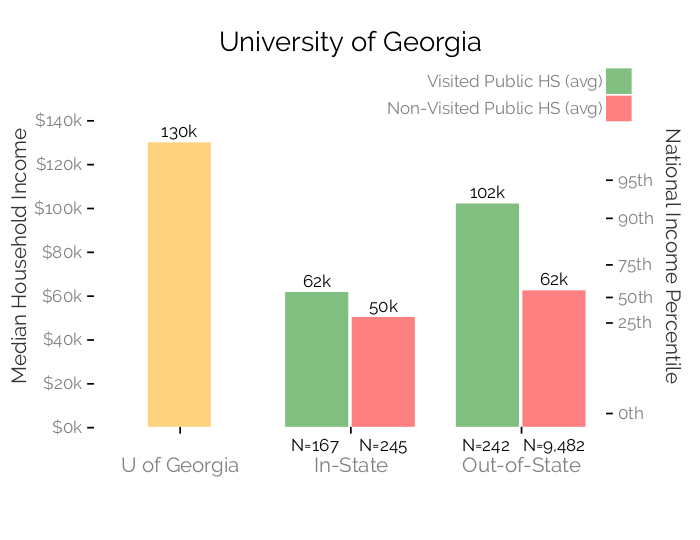 University of Georgia
Visited Public HS (avg)
Non-Visited Public HS (avg)
Median Household Income
$140k
$120k
$100k
$80k
$60k
$40k
$20k
$0k
130k
62k
50k
102k
62k
National Income Percentile
95th
90th
75th
50th
25th
0th
N=167 N=245 N=242 N=9,482
U of Georgia In-State Out-of-State